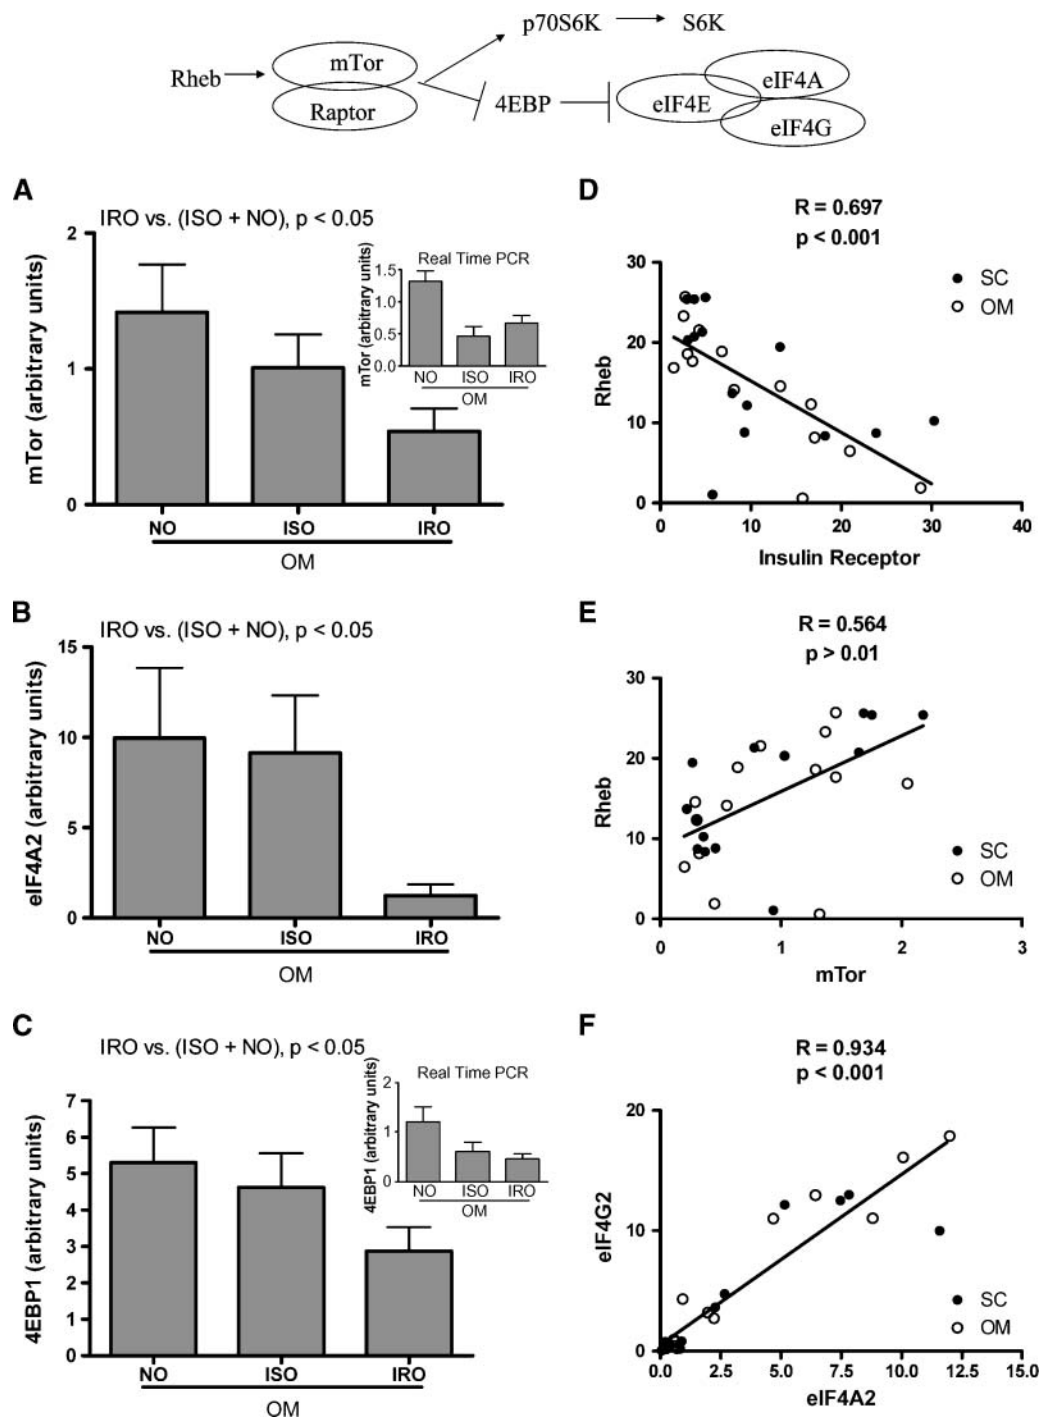 p70S6K S6K
Rheb mTor Raptor 4EBP eIF4E eIF4A eIF4G
A
IRO vs. (ISO + NO), p < 0.05
mTor (arbitrary units)
2
1
0
NO ISO IRO
OM
Real Time PCR
mTor (arbitrary units)
1.5
1.0
0.5
0.0
NO ISO IRO
OM
B
IRO vs. (ISO + NO), p < 0.05
eIF4A2 (arbitrary units)
15
10
5
0
NO ISO IRO
OM
C
IRO vs. (ISO + NO), p < 0.05
4EBP1 (arbitrary units)
7
6
5
4
3
2
1
0
NO ISO IRO
OM
Real Time PCR
4EBP1 (arbitrary units)
2
1
0
NO ISO IRO
OM
D
R = 0.697
p < 0.001
Rheb
30
20
10
0
SC
OM
0 10 20 30 40
Insulin Receptor
E
R = 0.564
p > 0.01
Rheb
30
20
10
0
SC
OM
0 1 2 3
mTor
F
R = 0.934
p < 0.001
eIF4G2
20
10
0
SC
OM
0.0 2.5 5.0 7.5 10.0 12.5 15.0
eIF4A2